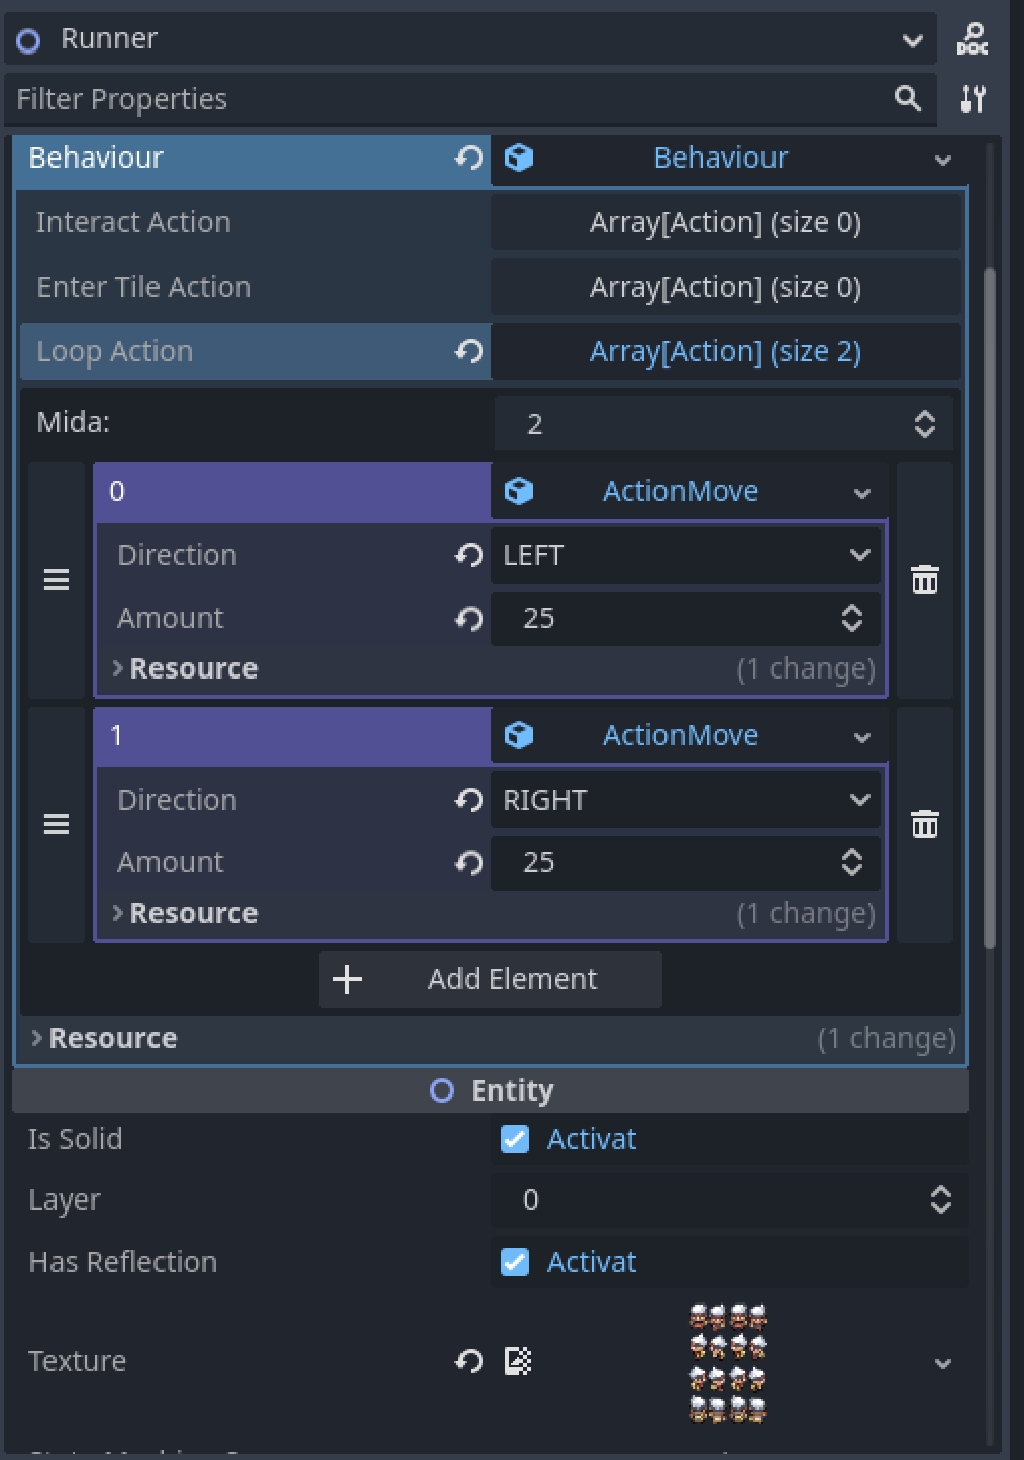 Runner
DOC
Filter Properties
Behaviour Behaviour
Interact Action Array[Action] (size 0)
Enter Tile Action Array[Action] (size 0)
Loop Action Array[Action] (size 2)
Mida: 2
0 ActionMove
Direction LEFT
Amount 25
Resource (1 change)
1 ActionMove
Direction RIGHT
Amount 25
Resource (1 change)
Add Element
Resource (1 change)
Entity
Is Solid Activat
Layer 0
Has Reflection Activat
Texture